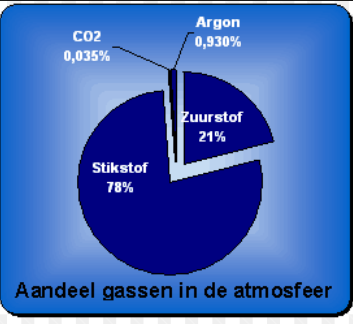 CO2
0,035%
Argon
0,930%
Zuurstof
21%
Stikstof
78%
Aandeel gassen in de atmosfeer